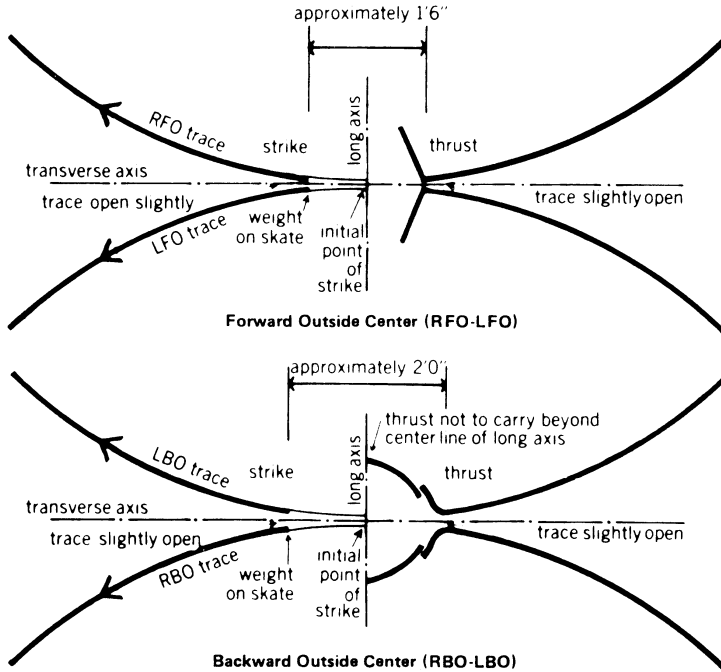 approximately 1'6"
RFO trace
strike
long axis
thrust
transverse axis
trace open slightly
trace slightly open
LFO trace
weight
on skate
initial
point
of
strike
Forward Outside Center (RFO-LFO)
approximately 2'0"
thrust not to carry beyond
center line of long axis
LBO trace
strike
long axis
thrust
transverse axis
trace slightly open
trace slightly open
RBO trace
weight
on skate
initial
point
of
strike
Backward Outside Center (RBO-LBO)